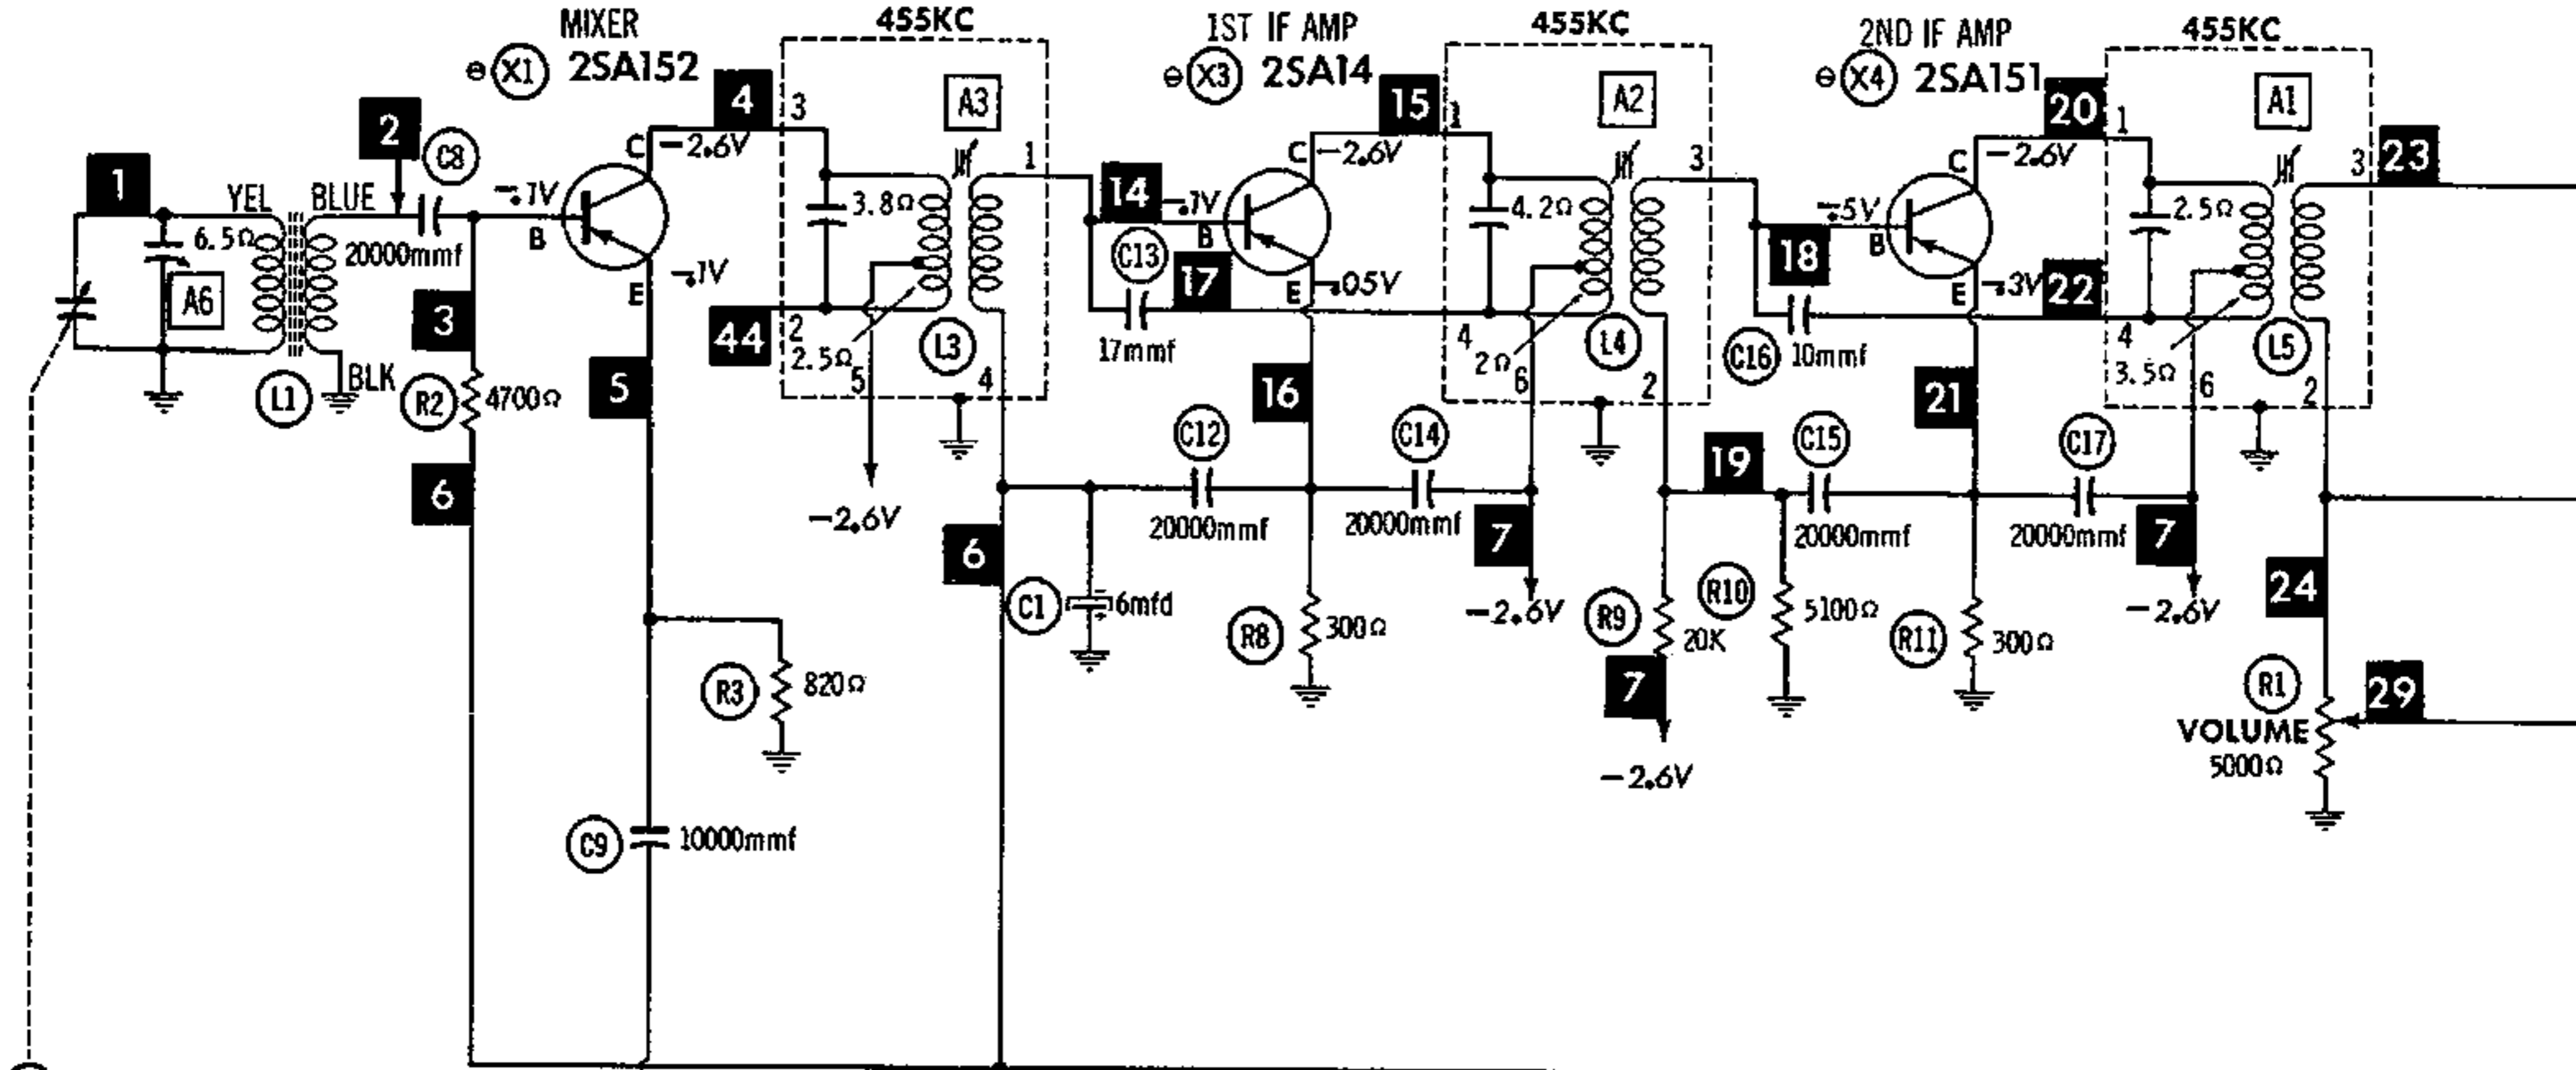 MIXER
⊖ X1 2SA152
455KC
1ST IF AMP
⊖ X3 2SA14
455KC
2ND IF AMP
⊖ X4 2SA151
455KC
1
2
C8
YEL
BLUE
6.5Ω
A6
20000mmf
L1
BLK
3
R2
4700Ω
6
-.1V
B
C
-2.6V
E
-.1V
4
3
A3
3.8Ω
1
44
2
2.5Ω
5
L3
4
-2.6V
5
R3
820Ω
C9
10000mmf
14
-.1V
B
C13
17
17mmf
C
-2.6V
E
-.05V
15
1
A2
4.2Ω
3
4
2Ω
6
L4
2
16
C12
20000mmf
C14
20000mmf
6
C1
6mfd
R8
300Ω
7
-2.6V
R9
20K
7
-2.6V
-.5V
B
18
C16
10mmf
C
-2.6V
E
-.3V
20
1
A1
2.5Ω
3
23
22
4
3.5Ω
6
L5
2
21
19
C15
20000mmf
C17
20000mmf
R10
5100Ω
R11
300Ω
7
-2.6V
24
R1
VOLUME
5000Ω
29